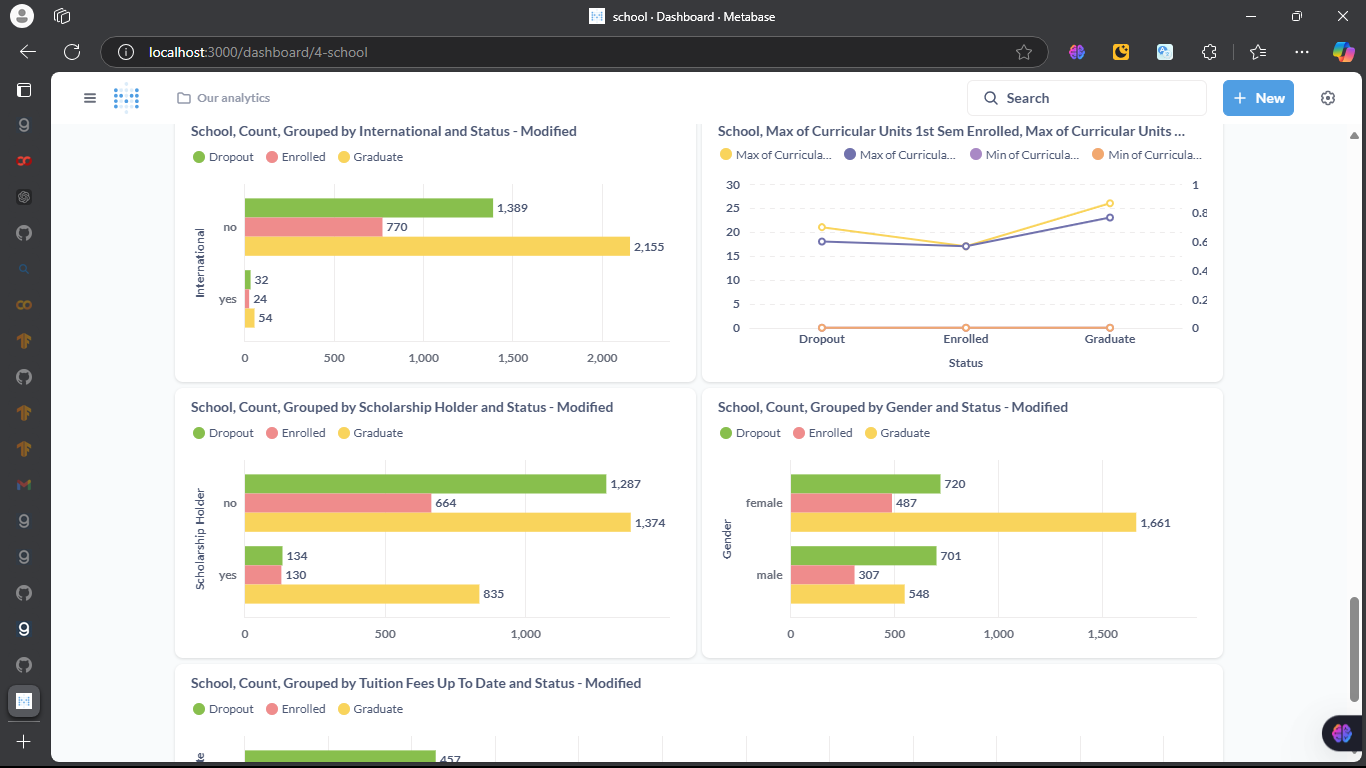 school · Dashboard · Metabase
localhost:3000/dashboard/4-school
Our analytics
Search
+ New
School, Count, Grouped by International and Status - Modified
Dropout Enrolled Graduate
International
no
1,389
770
2,155
yes
32
24
54
0 500 1,000 1,500 2,000
School, Max of Curricular Units 1st Sem Enrolled, Max of Curricular Units ...
Max of Curricula... Max of Curricula... Min of Curricula... Min of Curricula...
30 1
25 0.8
20 0.6
15
10 0.4
5 0.2
0 0
Dropout Enrolled Graduate
Status
School, Count, Grouped by Scholarship Holder and Status - Modified
Dropout Enrolled Graduate
Scholarship Holder
no
1,287
664
1,374
yes
134
130
835
0 500 1,000
School, Count, Grouped by Gender and Status - Modified
Dropout Enrolled Graduate
Gender
female
720
487
1,661
male
701
307
548
0 500 1,000 1,500
School, Count, Grouped by Tuition Fees Up To Date and Status - Modified
Dropout Enrolled Graduate
457